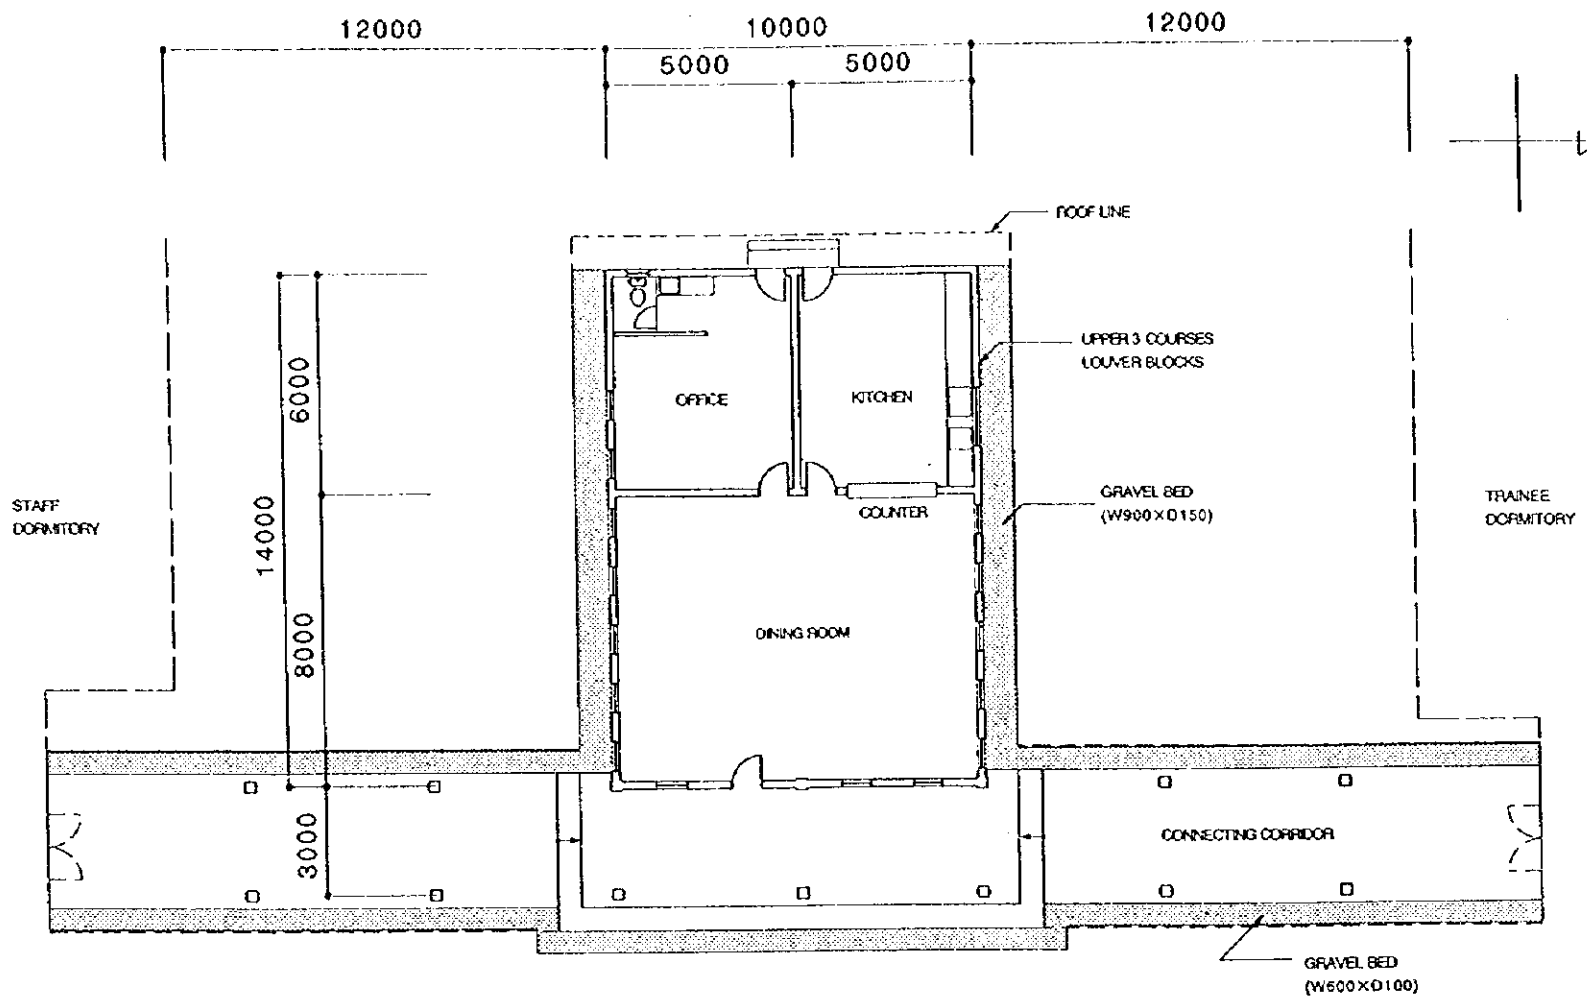 12000
10000
12000
5000
5000
ROOF LINE
UPPER 3 COURSES
LOUVER BLOCKS
6000
OFFICE
KITCHEN
STAFF
DORMITORY
14000
COUNTER
GRAVEL BED
(W900×D150)
TRAINEE
DORMITORY
8000
DINING ROOM
3000
CONNECTING CORRIDOR
GRAVEL BED
(W600×D100)